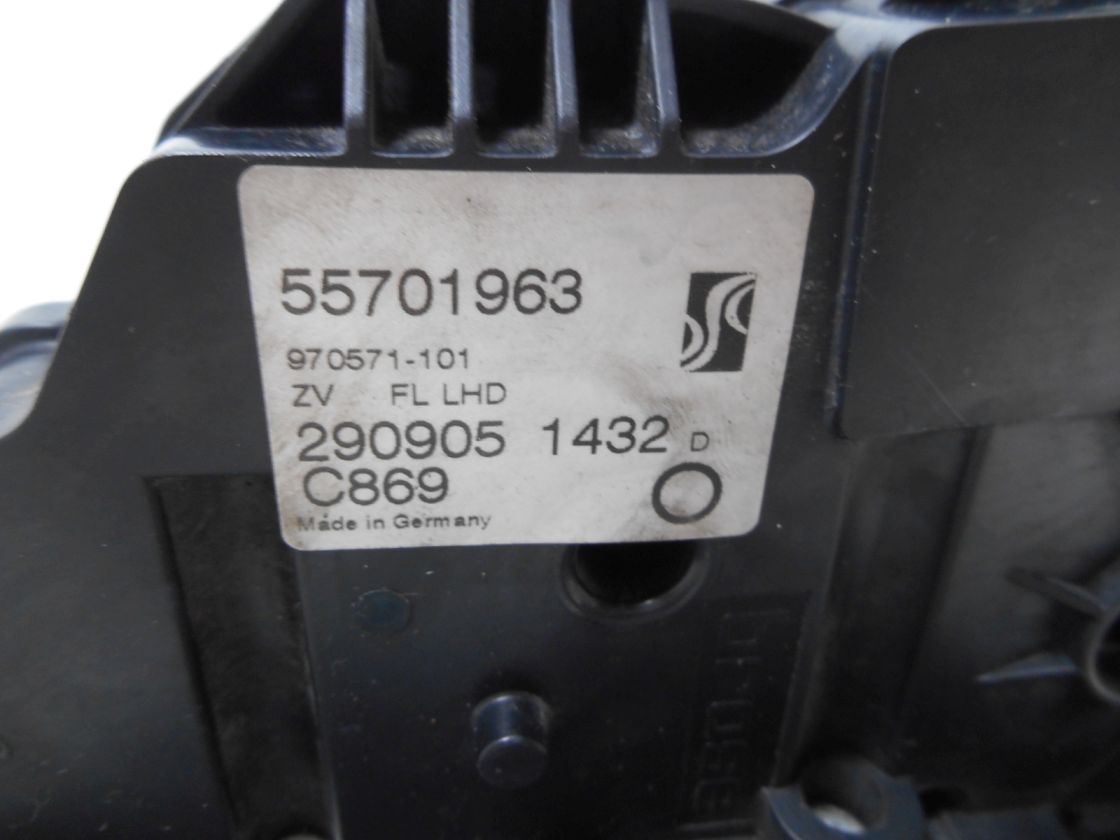 55701963
970571-101
ZV FL LHD
290905 1432 D
C869
Made in Germany